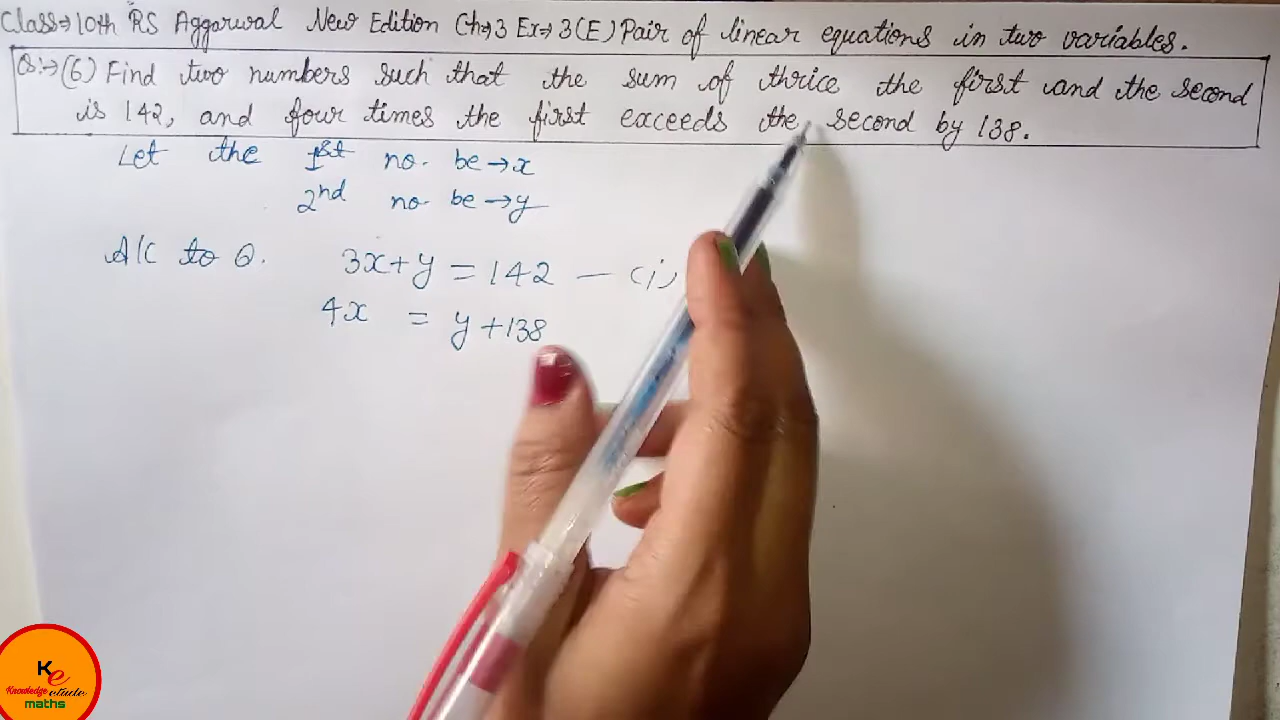 Class→10th RS Aggarwal New Edition Ch→3 Ex→3(E) Pair of linear equations in two variables.
Q:→(6) Find two numbers such that the sum of thrice the first and the second
is 142, and four times the first exceeds the second by 138.
Let the 1st no. be→x
2nd no be→y
A/C to Q. 3x+y = 142 — (i)
4x = y+138
Ke
Knowledge etude
maths